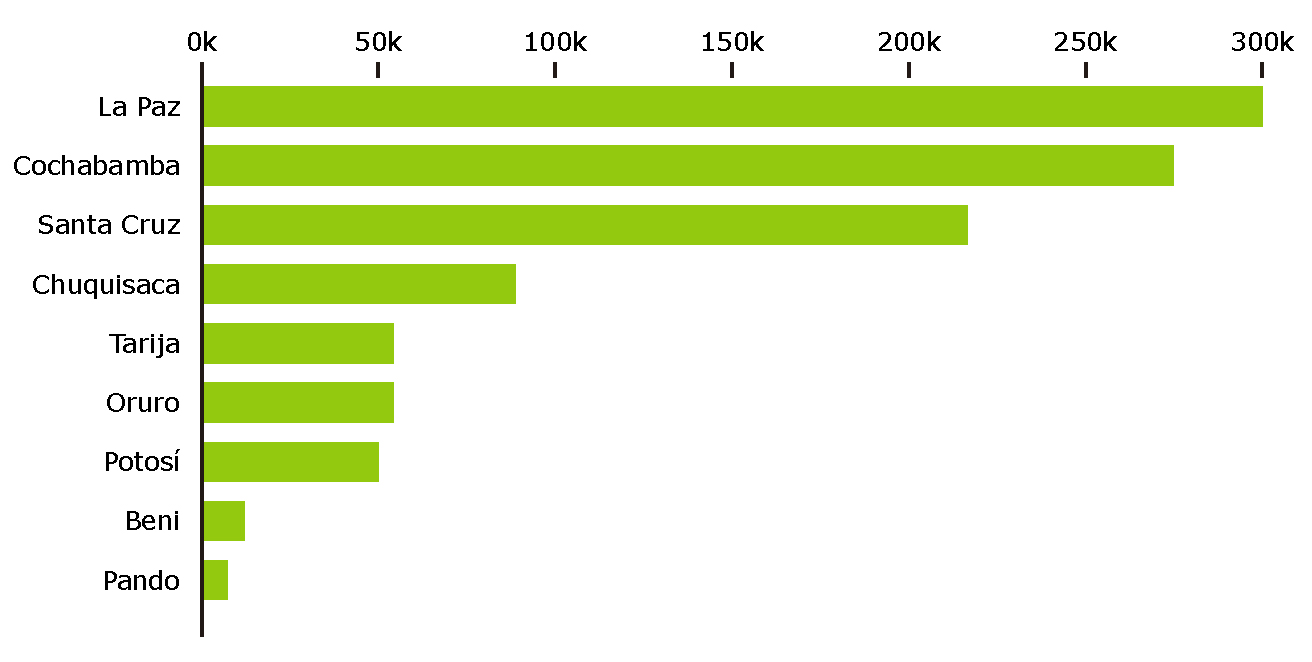 0k 50k 100k 150k 200k 250k 300k
La Paz
Cochabamba
Santa Cruz
Chuquisaca
Tarija
Oruro
Potosí
Beni
Pando